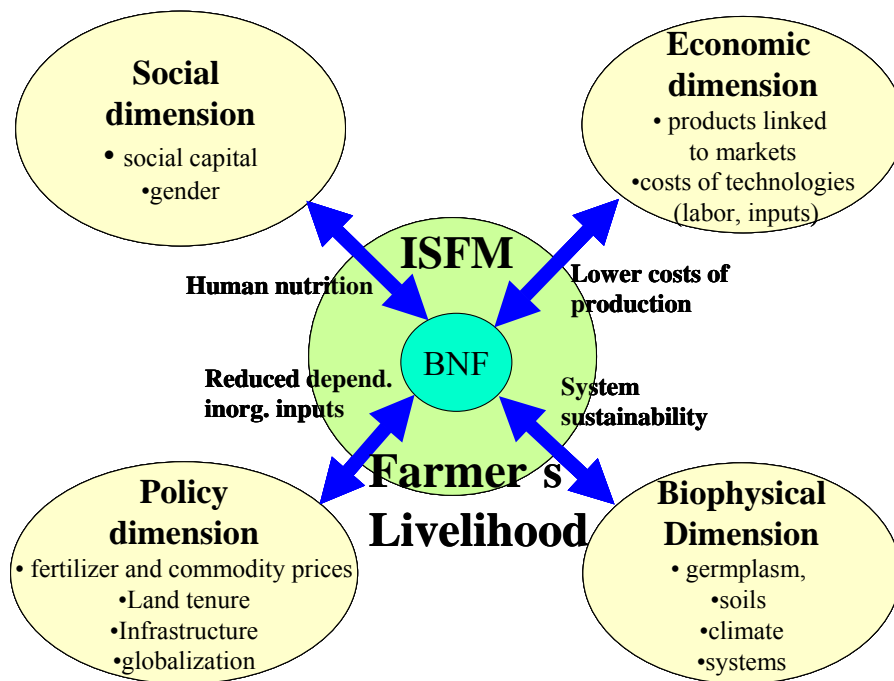 Social
dimension
• social capital
•gender
Economic
dimension
• products linked
to markets
•costs of technologies
(labor, inputs)
ISFM
Human nutrition
Lower costs of
production
BNF
Reduced depend.
inorg. inputs
System
sustainability
Farmer s
Livelihood
Policy
dimension
• fertilizer and commodity prices
•Land tenure
•Infrastructure
•globalization
Biophysical
Dimension
• germplasm,
•soils
•climate
•systems